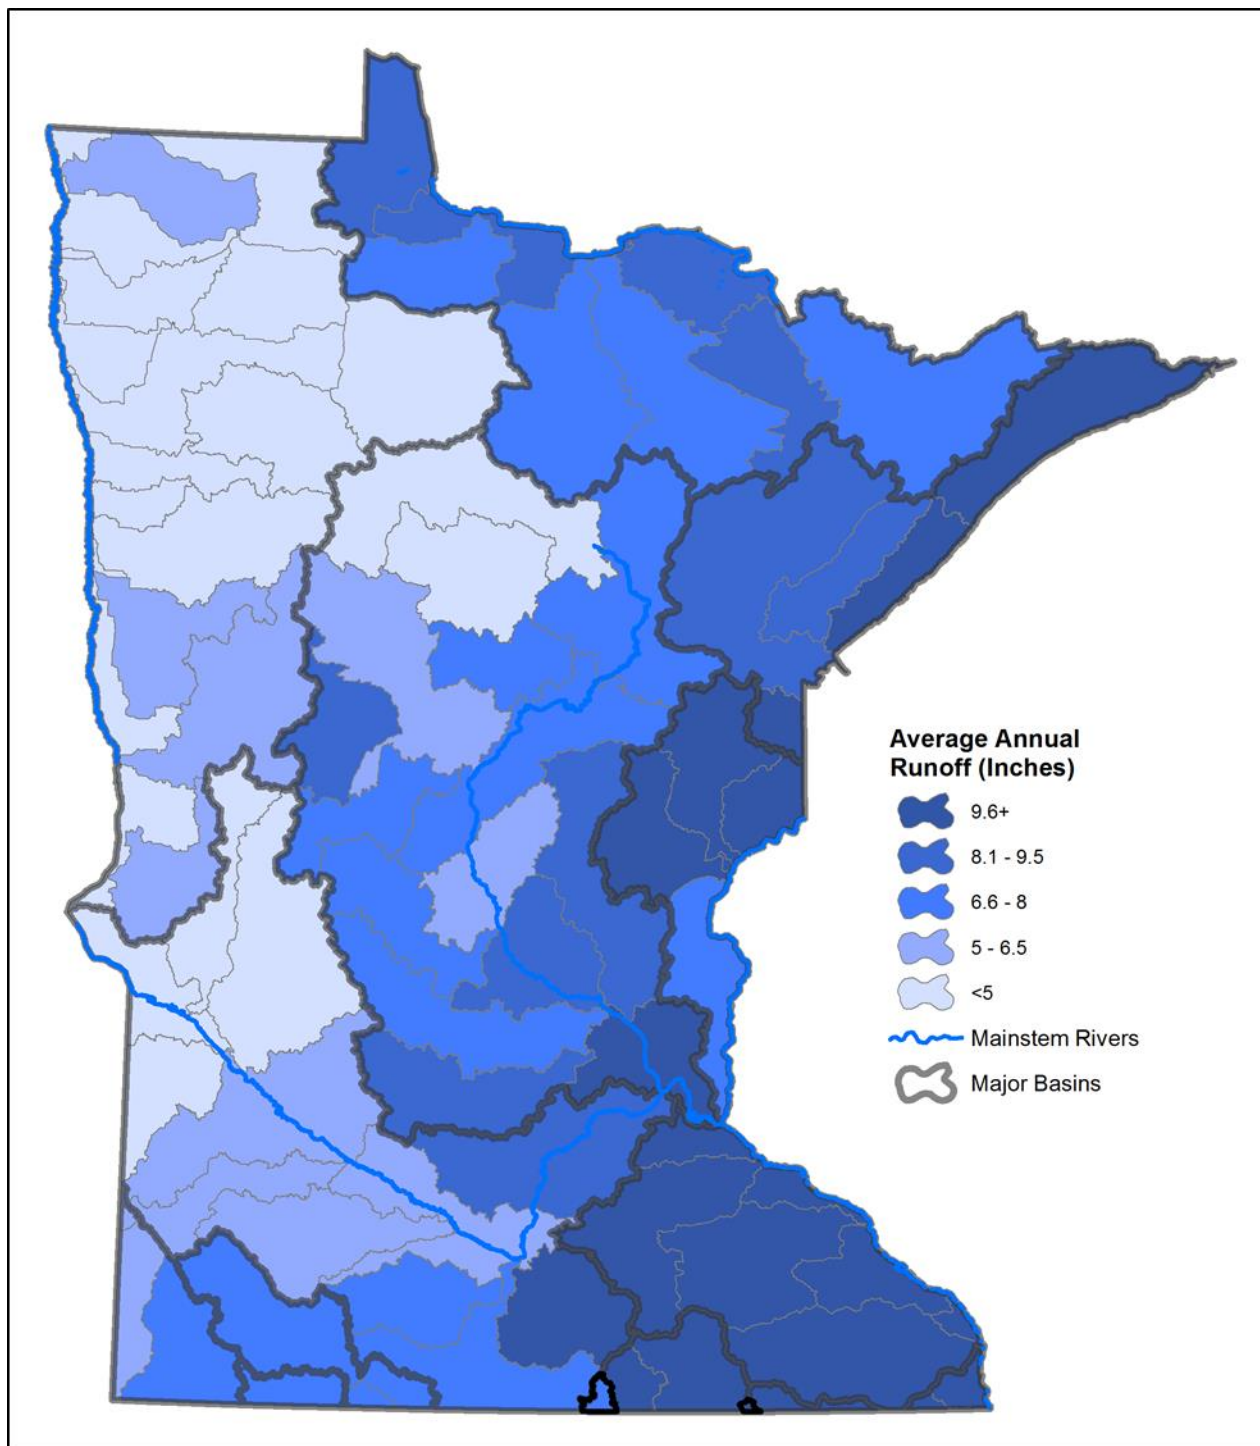 Average Annual
Runoff (Inches)
9.6+
8.1 - 9.5
6.6 - 8
5 - 6.5
<5
Mainstem Rivers
Major Basins